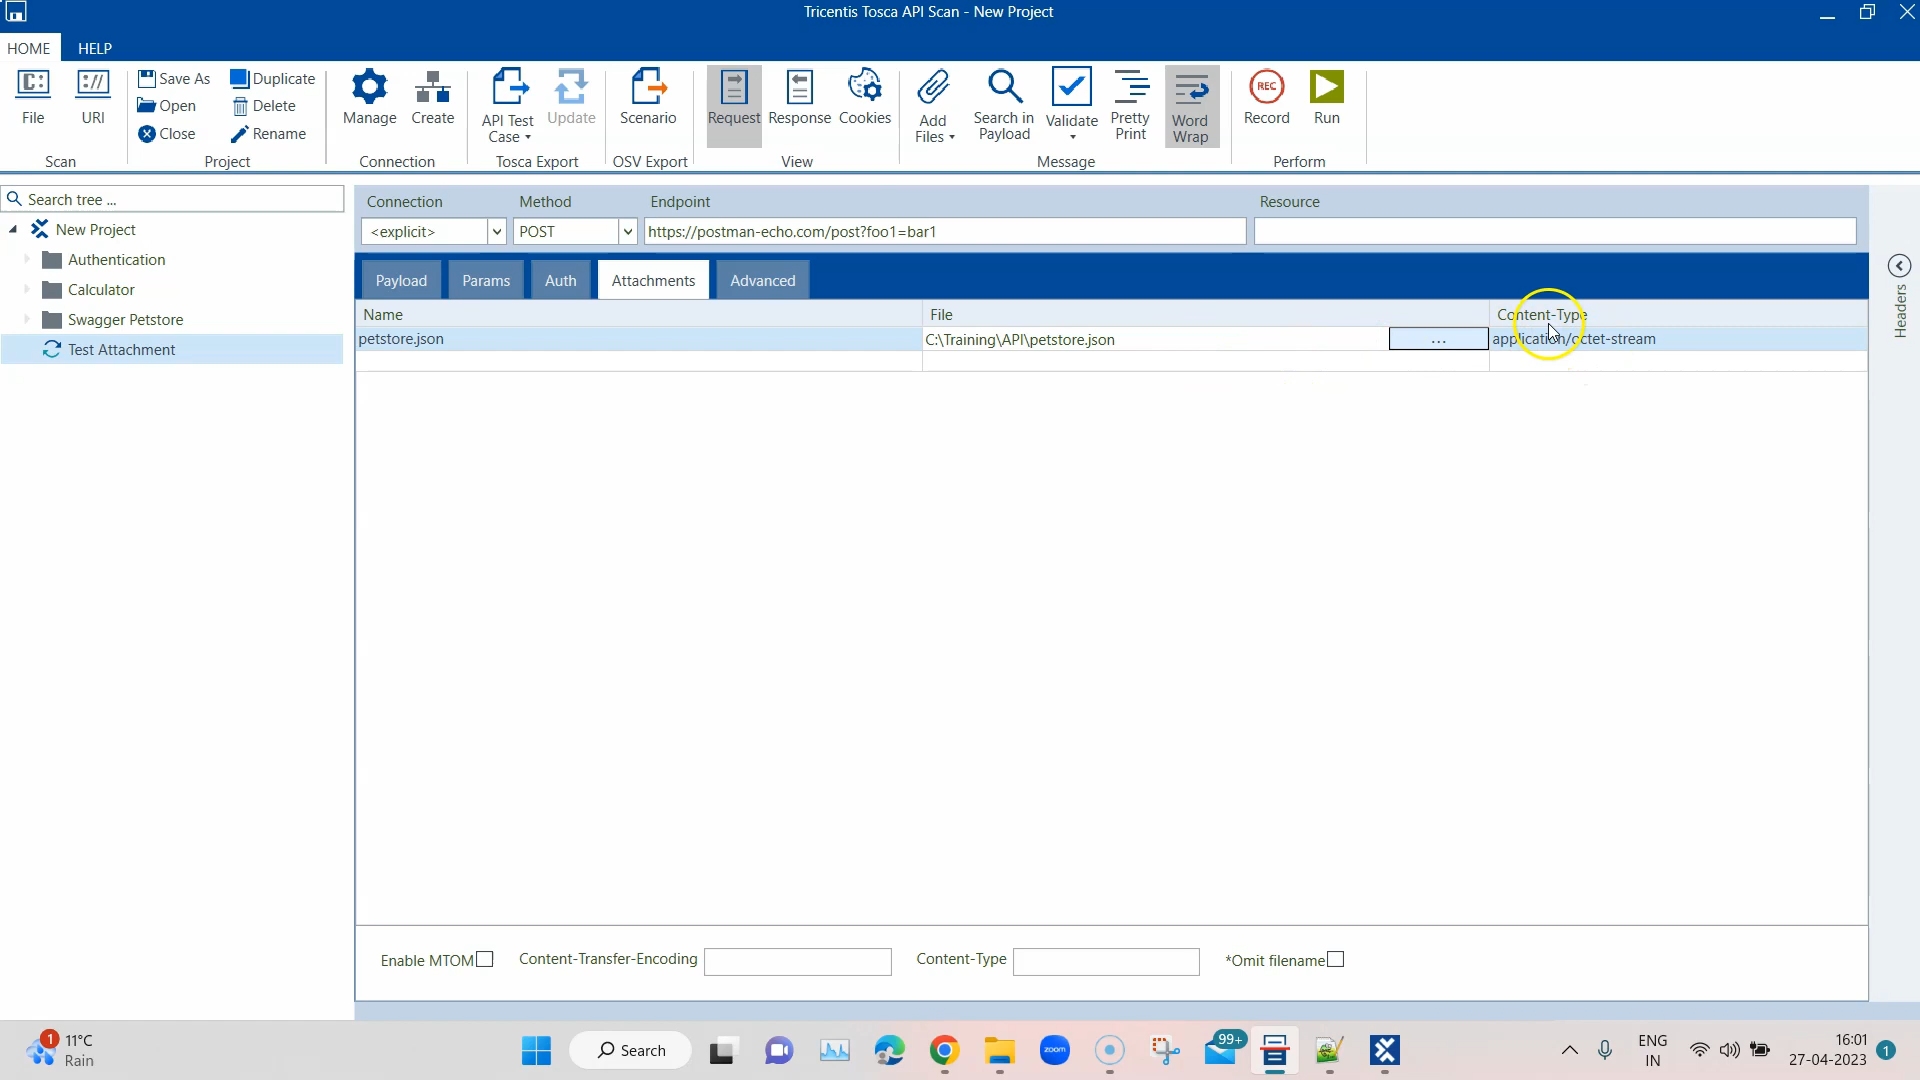 Tricentis Tosca API Scan - New Project
HOME HELP
C: :// Save As Duplicate
Open Delete
Close Rename
File URI Manage Create API Test Case Update Scenario Request Response Cookies Add Files Search in Payload Validate Pretty Print Word Wrap REC Record Run
Scan Project Connection Tosca Export OSV Export View Message Perform
Search tree ...
New Project
Authentication
Calculator
Swagger Petstore
Test Attachment
Connection Method Endpoint Resource
<explicit> POST https://postman-echo.com/post?foo1=bar1
Payload Params Auth Attachments Advanced
Name File Content-Type
petstore.json C:\Training\API\petstore.json ... application/octet-stream
Headers
Enable MTOM Content-Transfer-Encoding Content-Type *Omit filename
1 11°C
Rain
Search
zoom
99+
ENG
IN
16:01
27-04-2023
1